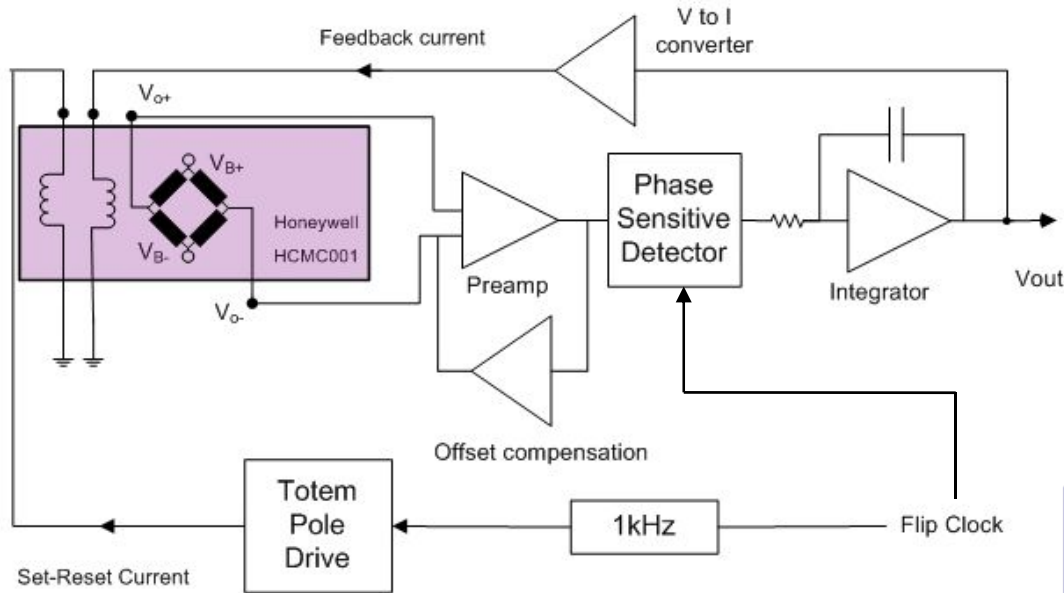 V to I
converter
Feedback current
Vo+
VB+
Honeywell
HCMC001
VB-
Vo-
Preamp
Phase
Sensitive
Detector
Integrator
Vout
Offset compensation
Totem
Pole
Drive
1kHz
Flip Clock
Set-Reset Current